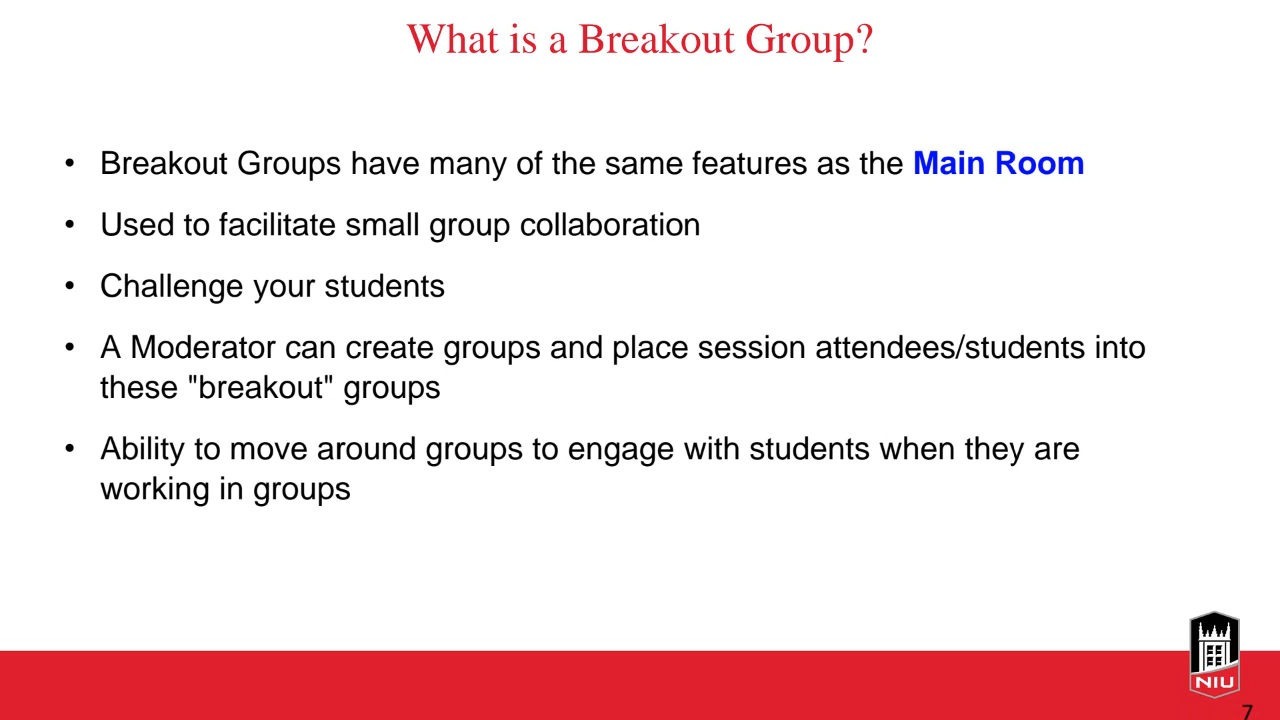 What is a Breakout Group?
• Breakout Groups have many of the same features as the Main Room
• Used to facilitate small group collaboration
• Challenge your students
• A Moderator can create groups and place session attendees/students into
these "breakout" groups
• Ability to move around groups to engage with students when they are
working in groups
NIU
7